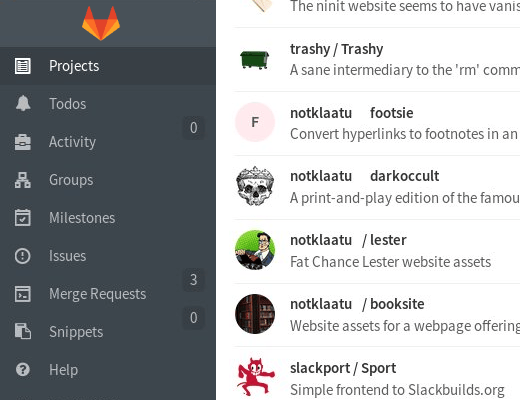 Projects
Todos
0
Activity
Groups
Milestones
Issues
3
Merge Requests
0
Snippets
Help
The ninit website seems to have vanis
trashy / Trashy
A sane intermediary to the 'rm' comm
F
notklaatu footsie
Convert hyperlinks to footnotes in an
notklaatu darkoccult
A print-and-play edition of the famou
notklaatu / lester
Fat Chance Lester website assets
notklaatu / booksite
Website assets for a webpage offering
slackport / Sport
Simple frontend to Slackbuilds.org